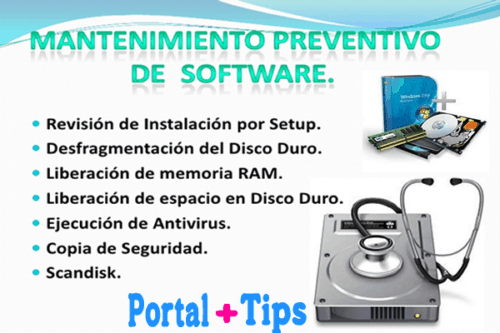 MANTENIMIENTO PREVENTIVO
DE SOFTWARE.
• Revisión de Instalación por Setup.
• Desfragmentación del Disco Duro.
• Liberación de memoria RAM.
• Liberación de espacio en Disco Duro.
• Ejecución de Antivirus.
• Copia de Seguridad.
• Scandisk.
Portal +Tips